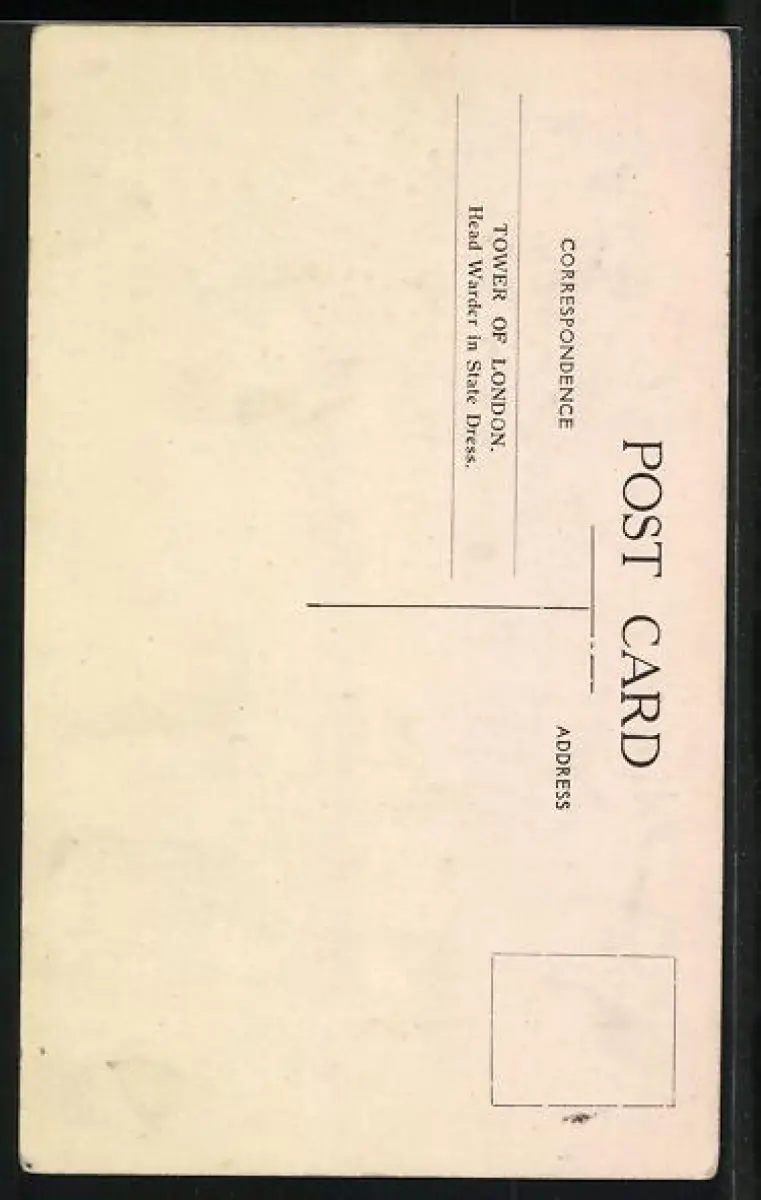 POST CARD
CORRESPONDENCE
ADDRESS
TOWER OF LONDON.
Head Warder in State Dress.